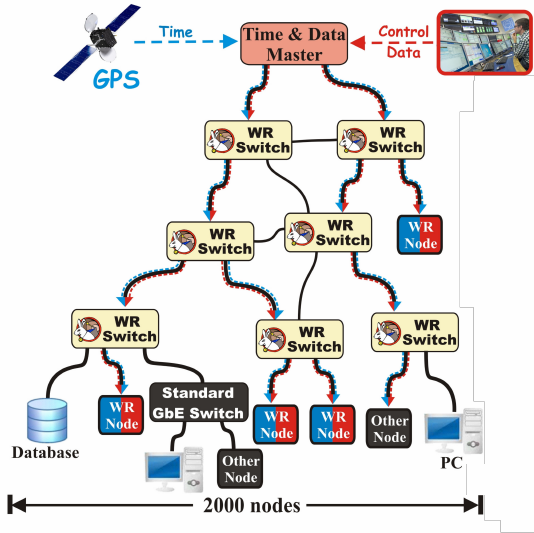 Time
Time & Data
Master
Control
Data
GPS
WR
Switch
WR
Switch
WR
Node
WR
Switch
WR
Switch
WR
Switch
WR
Switch
WR
Switch
Standard
GbE Switch
WR
Node
WR
Node
WR
Node
Other
Node
Database
Other
Node
PC
2000 nodes